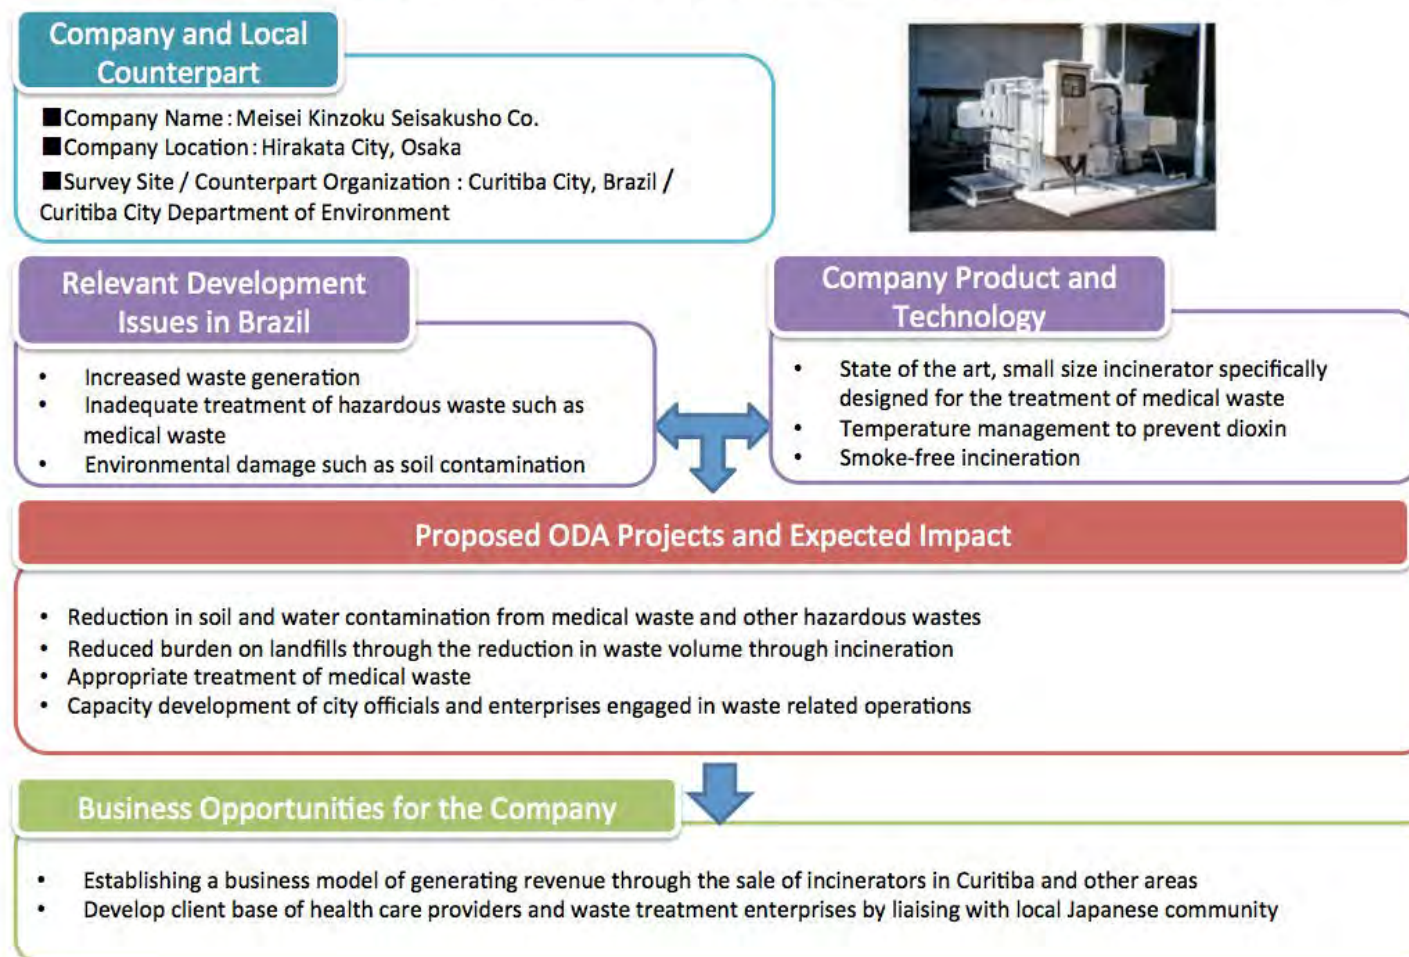 Company and Local
Counterpart
■Company Name : Meisei Kinzoku Seisakusho Co.
■Company Location : Hirakata City, Osaka
■Survey Site / Counterpart Organization : Curitiba City, Brazil /
Curitiba City Department of Environment
Relevant Development
Issues in Brazil
• Increased waste generation
• Inadequate treatment of hazardous waste such as
medical waste
• Environmental damage such as soil contamination
Company Product and
Technology
• State of the art, small size incinerator specifically
designed for the treatment of medical waste
• Temperature management to prevent dioxin
• Smoke-free incineration
Proposed ODA Projects and Expected Impact
• Reduction in soil and water contamination from medical waste and other hazardous wastes
• Reduced burden on landfills through the reduction in waste volume through incineration
• Appropriate treatment of medical waste
• Capacity development of city officials and enterprises engaged in waste related operations
Business Opportunities for the Company
• Establishing a business model of generating revenue through the sale of incinerators in Curitiba and other areas
• Develop client base of health care providers and waste treatment enterprises by liaising with local Japanese community